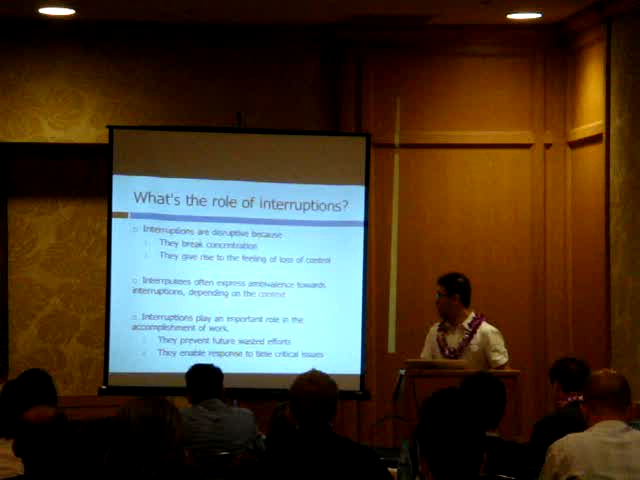 What's the role of interruptions?
Interruptions are disruptive because
1. They break concentration
2. They give rise to the feeling of loss of control
Interruptees often express ambivalence towards
interruptions, depending on the context
Interruptions play an important role in the
accomplishment of work.
They prevent future wasted efforts
They enable response to time critical issues